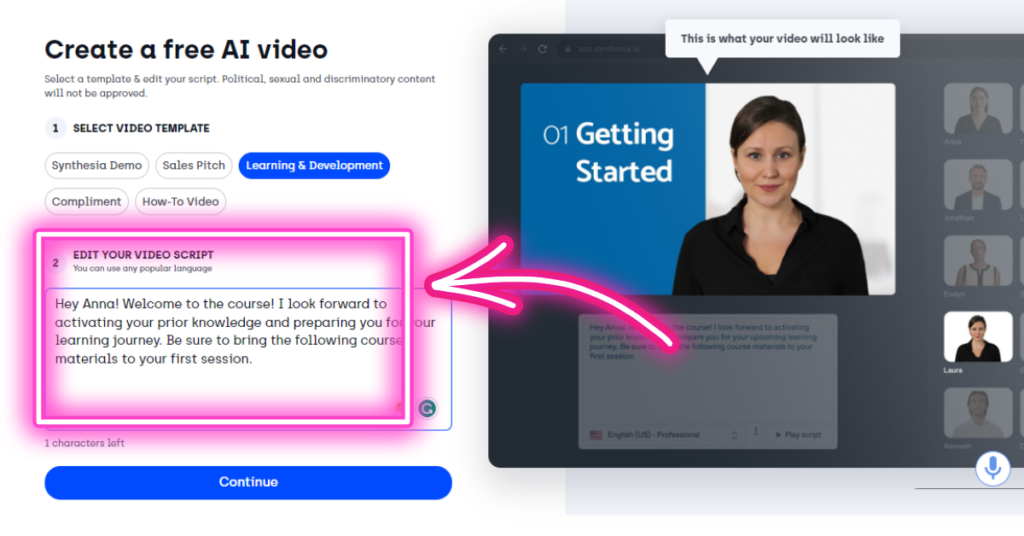 Create a free AI video
Select a template & edit your script. Political, sexual and discriminatory content
will not be approved.
1 SELECT VIDEO TEMPLATE
Synthesia Demo
Sales Pitch
Learning & Development
Compliment
How-To Video
2 EDIT YOUR VIDEO SCRIPT
You can use any popular language
Hey Anna! Welcome to the course! I look forward to
activating your prior knowledge and preparing you for your
learning journey. Be sure to bring the following course
materials to your first session.
1 characters left
Continue
This is what your video will look like
app.synthesia.io
01 Getting
Started
Hey Anna! Welcome to the course! I look forward to activating
your prior knowledge prepare you for your upcoming learning
journey. Be sure to bring the following course materials to your
first session.
English [US] - Professional
Play script
Anna
Jonathan
Evelyn
Laura
Kenneth